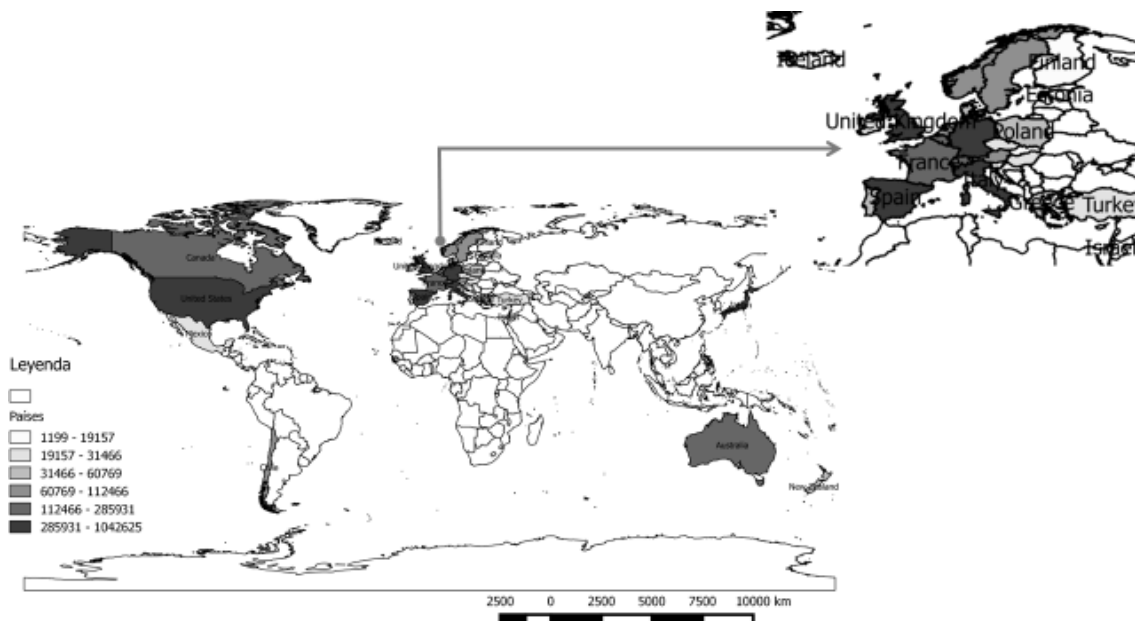 Iceland
Finland
Estonia
United Kingdom
Poland
France
Italy
Spain
Greece
Turkey
Israel
Canada
United States
Mexico
Turkey
Australia
New Zealand
Leyenda
Paises
1199 - 19157
19157 - 31466
31466 - 60769
60769 - 112466
112466 - 285931
285931 - 1042625
2500 0 2500 5000 7500 10000 km